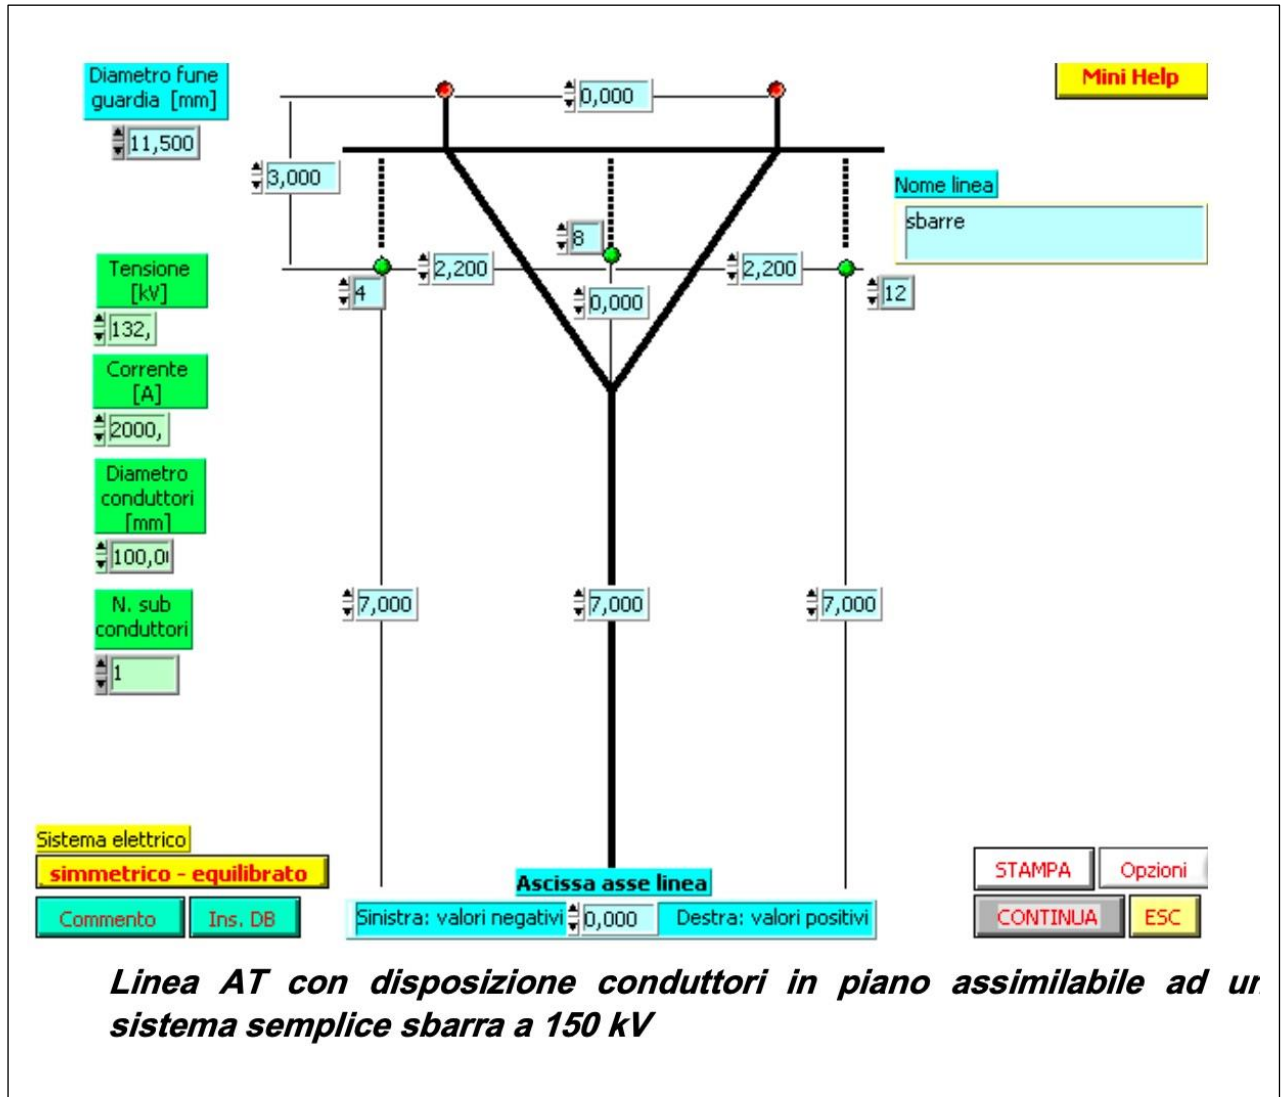 Diametro fune
guardia [mm]
11,500
0,000
Mini Help
3,000
Nome linea
sbarre
8
Tensione
[kV]
132,
2,200
2,200
4
0,000
12
Corrente
[A]
2000,
Diametro
conduttori
[mm]
100,0
N. sub
conduttori
1
7,000
7,000
7,000
Sistema elettrico
simmetrico - equilibrato
Commento
Ins. DB
Ascissa asse linea
Sinistra: valori negativi
0,000
Destra: valori positivi
STAMPA
Opzioni
CONTINUA
ESC
Linea AT con disposizione conduttori in piano assimilabile ad
sistema semplice sbarra a 150 kV